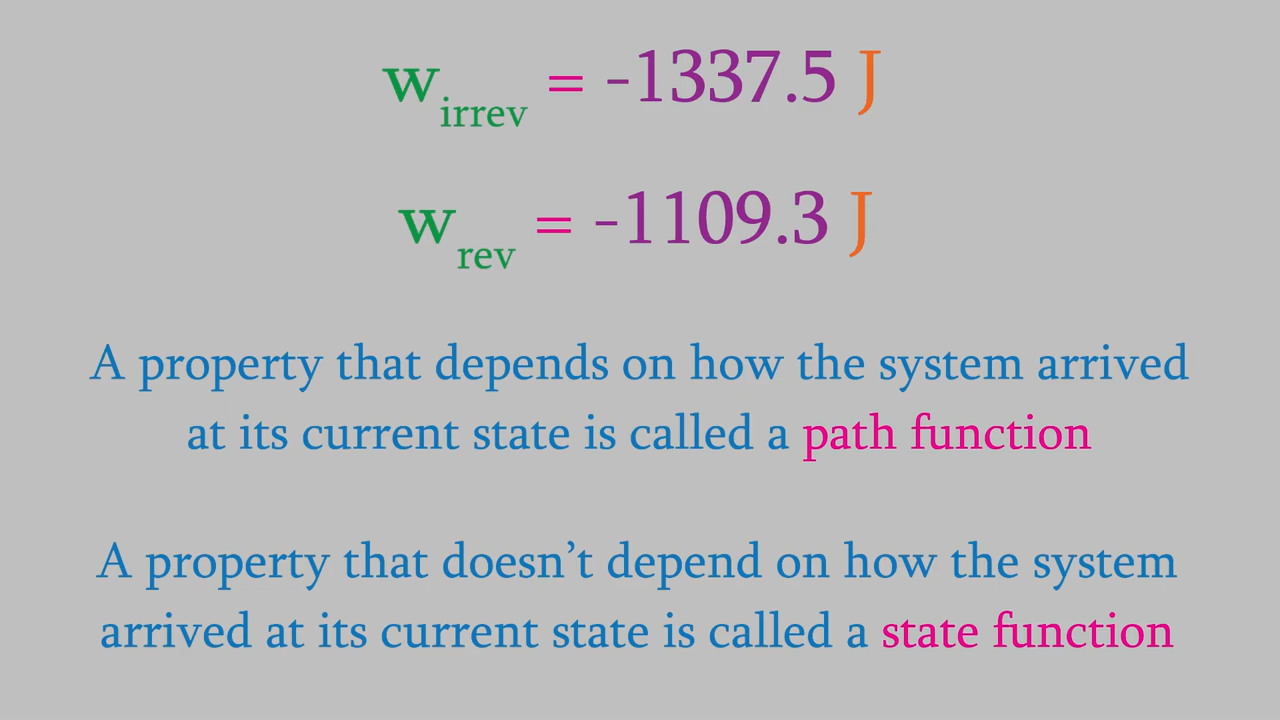 w_irrev = -1337.5 J
w_rev = -1109.3 J
A property that depends on how the system arrived
at its current state is called a path function
A property that doesn’t depend on how the system
arrived at its current state is called a state function